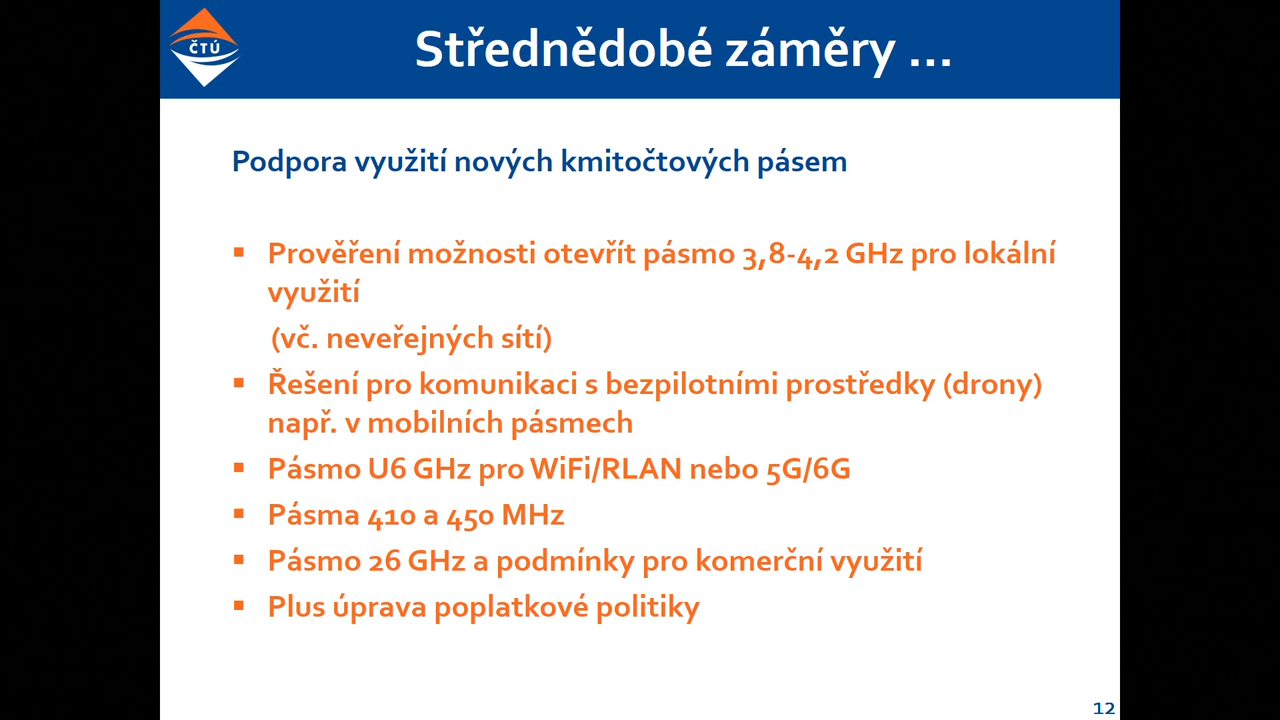 ČTÚ
Střednědobé záměry ...
Podpora využití nových kmitočtových pásem
▪ Prověření možnosti otevřít pásmo 3,8-4,2 GHz pro lokální
využití
(vč. neveřejných sítí)
▪ Řešení pro komunikaci s bezpilotními prostředky (drony)
např. v mobilních pásmech
▪ Pásmo U6 GHz pro WiFi/RLAN nebo 5G/6G
▪ Pásma 410 a 450 MHz
▪ Pásmo 26 GHz a podmínky pro komerční využití
▪ Plus úprava poplatkové politiky
12